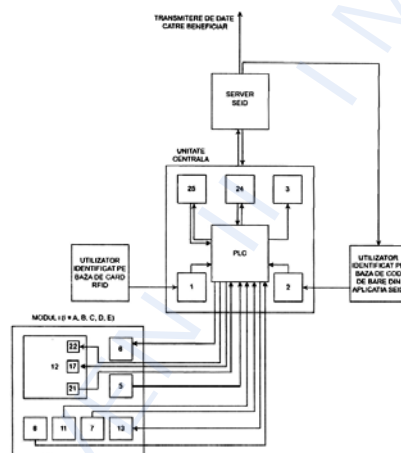 TRANSMITERE DE DATE
CATRE BENEFICIAR
SERVER
SEID
UNITATE
CENTRALA
25
24
3
PLC
UTILIZATOR
IDENTIFICAT PE
BAZA DE CARD
RFID
1
2
UTILIZATOR
IDENTIFICAT PE
BAZA DE COD
DE BARE DIN
APLICATIA SEID
MODUL i (i = A, B, C, D, E)
22
6
12
17
21
5
8
11
7
13